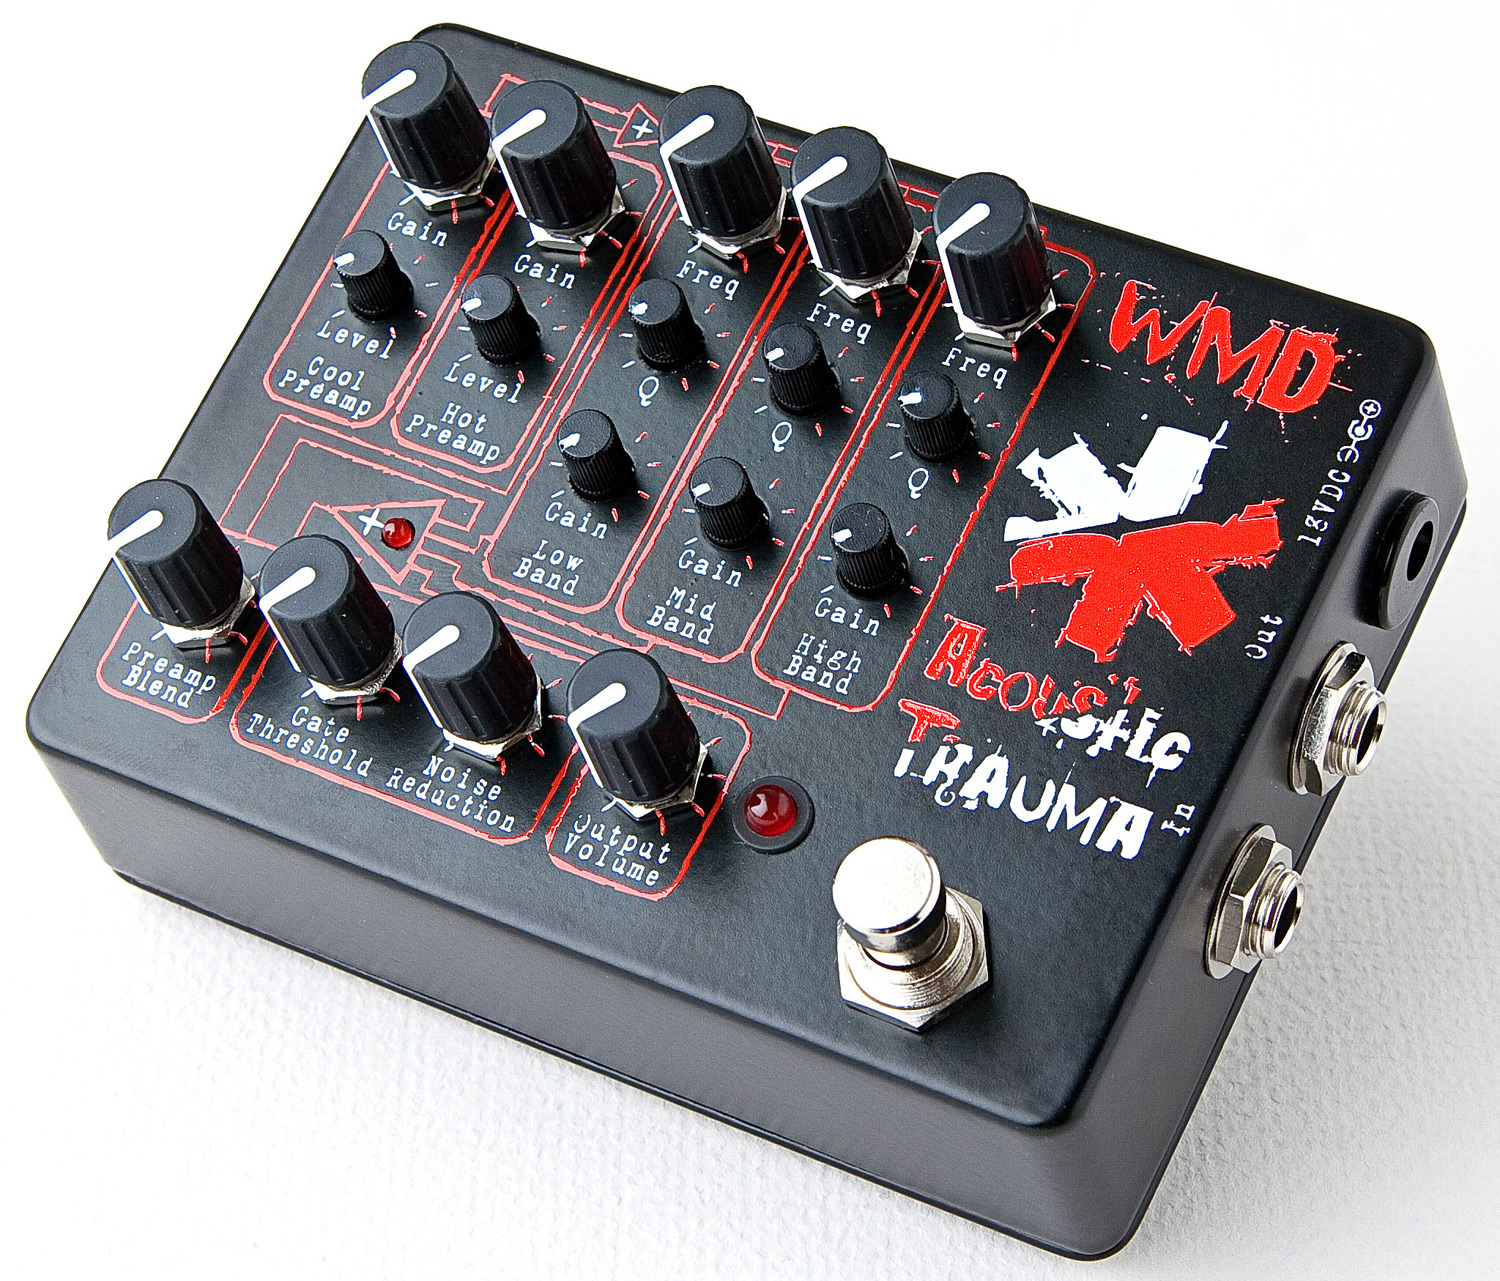 Gain
Level
Cool
Preamp
Gain
Level
Hot
Preamp
Freq
Q
Gain
Low
Band
Freq
Q
Gain
Mid
Band
Freq
Q
Gain
High
Band
WMD
18VDC
Out
In
Acoustic
Trauma
Preamp
Blend
Gate
Threshold
Noise
Reduction
Output
Volume